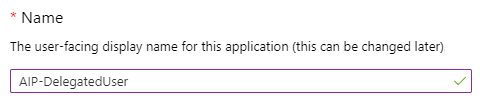 * Name
The user-facing display name for this application (this can be changed later).
AIP-DelegatedUser